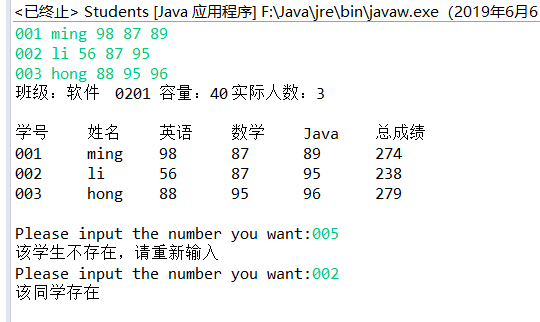 <已终止> Students [Java 应用程序] F:\Java\jre\bin\javaw.exe（2019年6月6
001 ming 98 87 89
002 li 56 87 95
003 hong 88 95 96
班级：软件 0201 容量：40实际人数：3
学号 姓名 英语 数学 Java 总成绩
001 ming 98 87 89 274
002 li 56 87 95 238
003 hong 88 95 96 279
Please input the number you want:005
该学生不存在，请重新输入
Please input the number you want:002
该同学存在